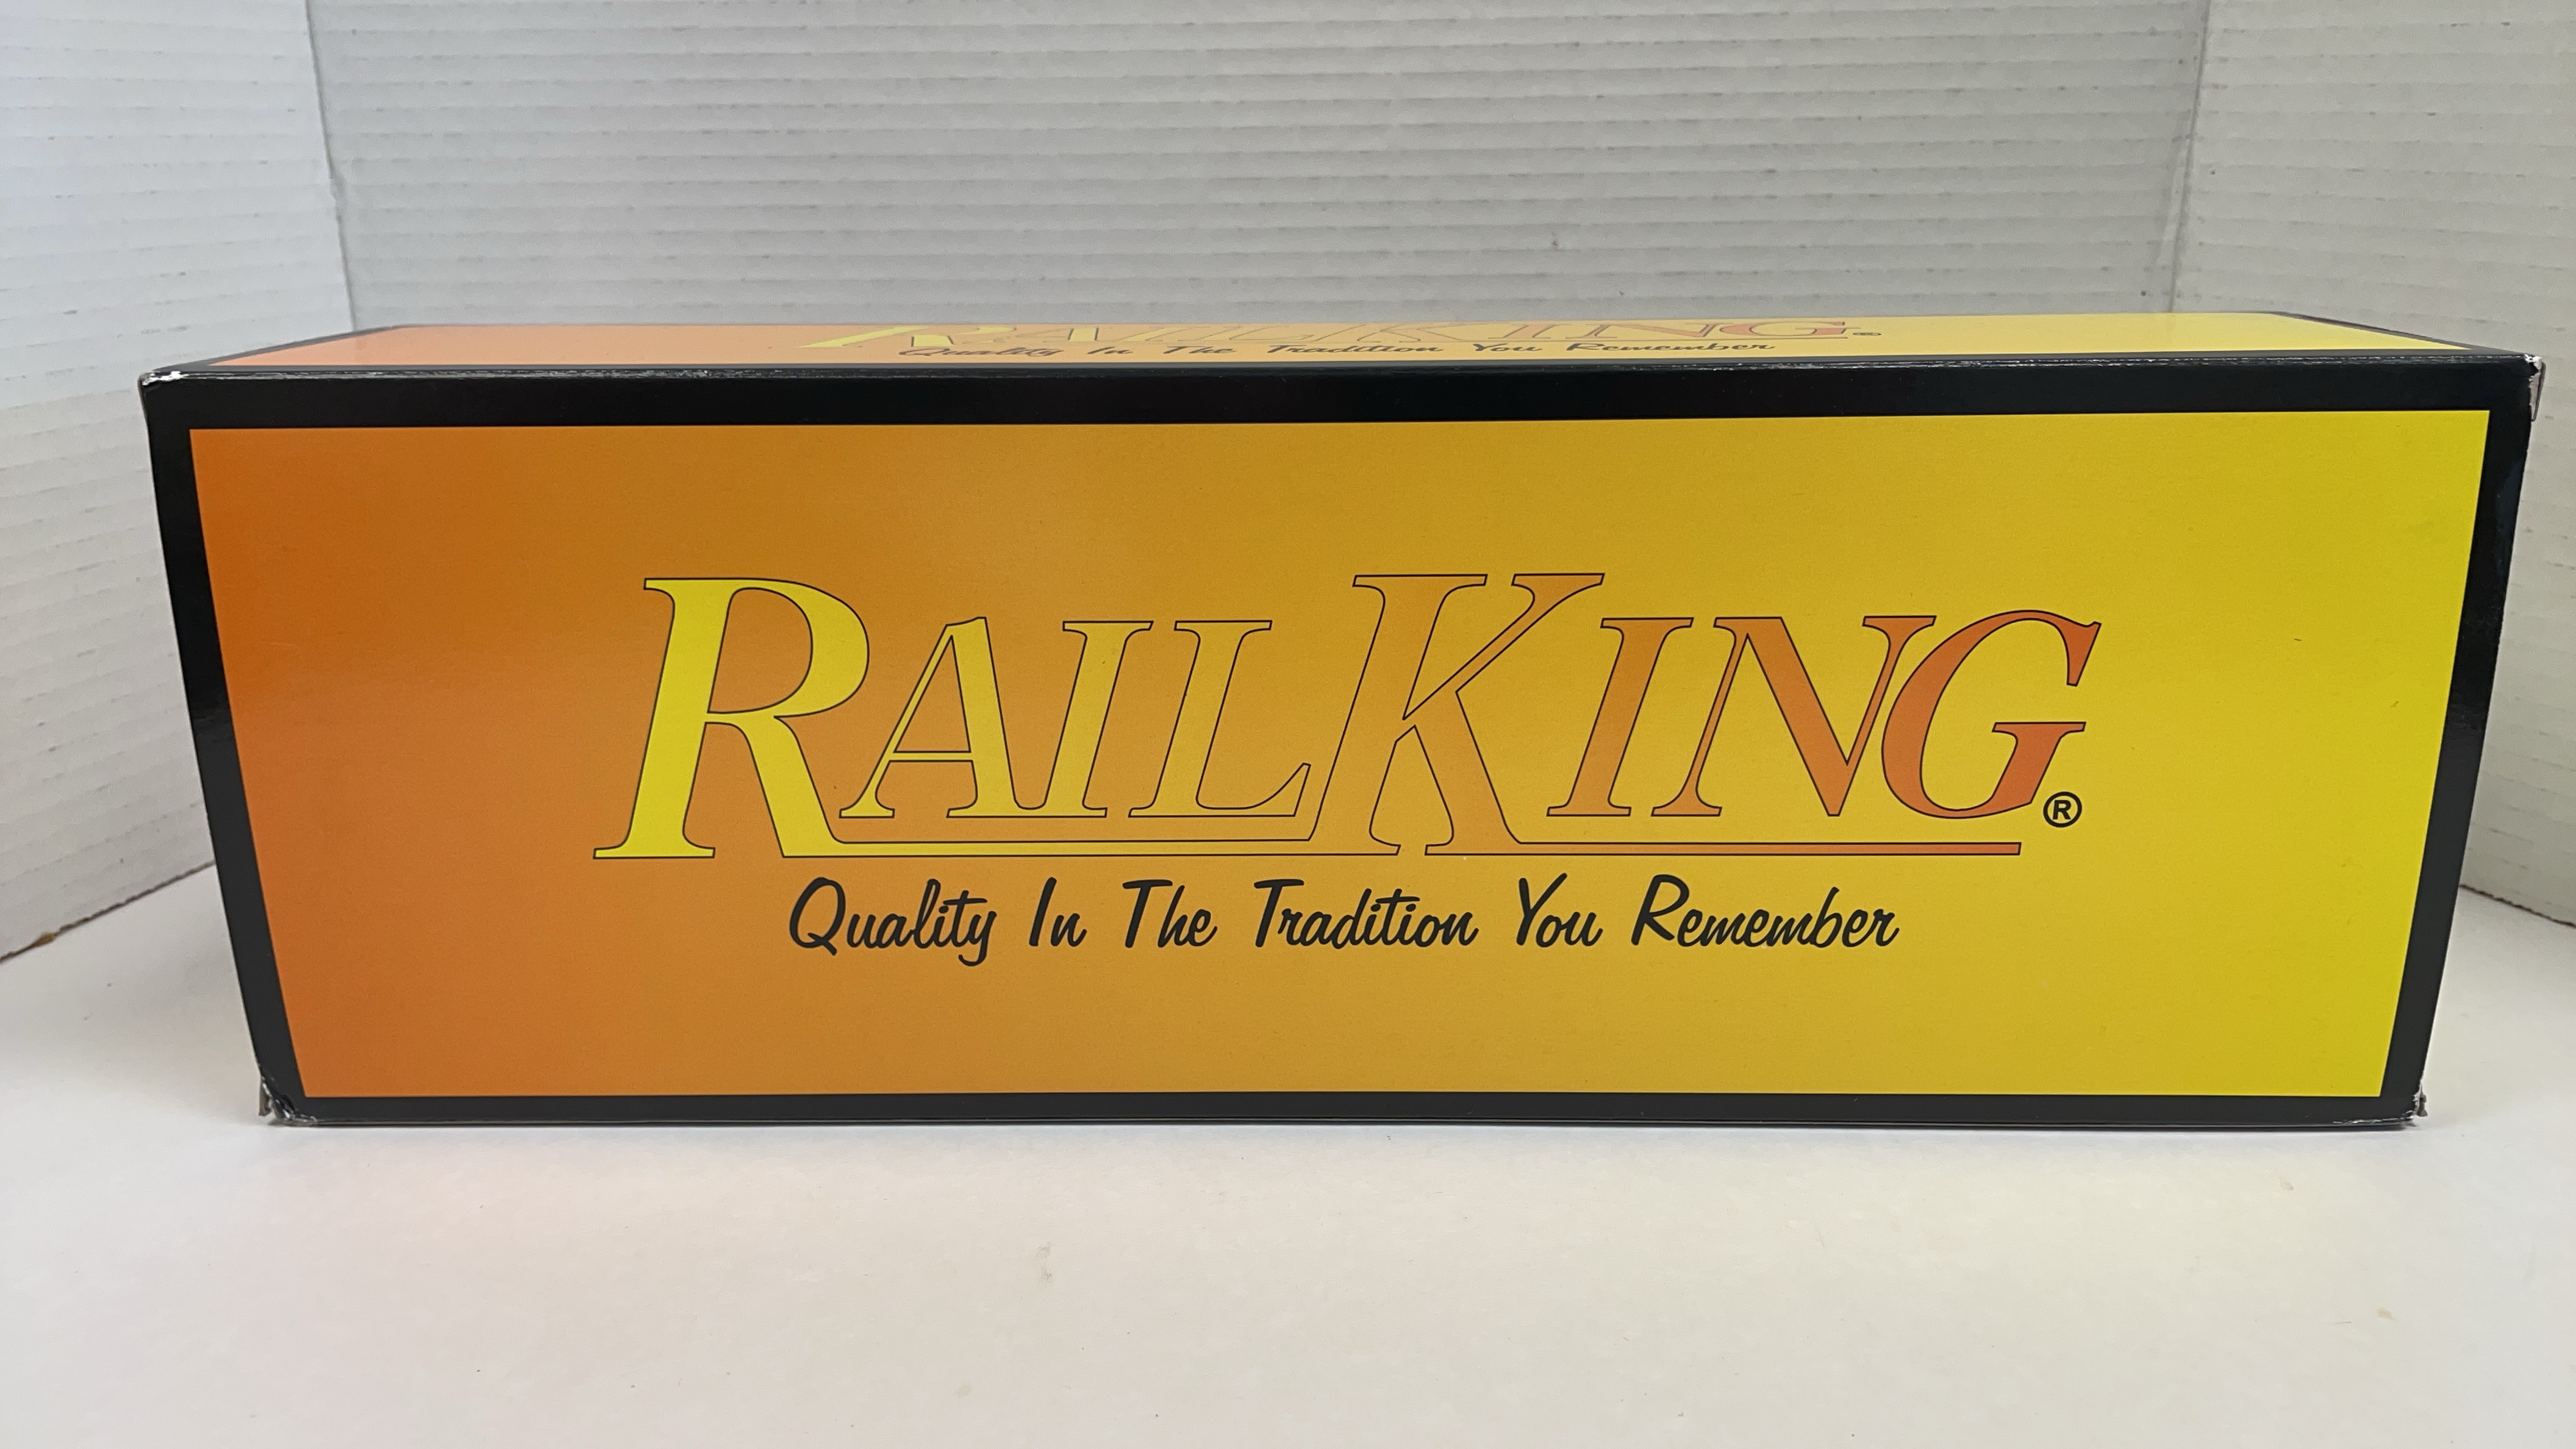 RAILKING®
Quality In The Tradition You Remember
RAILKING®
Quality In The Tradition You Remember